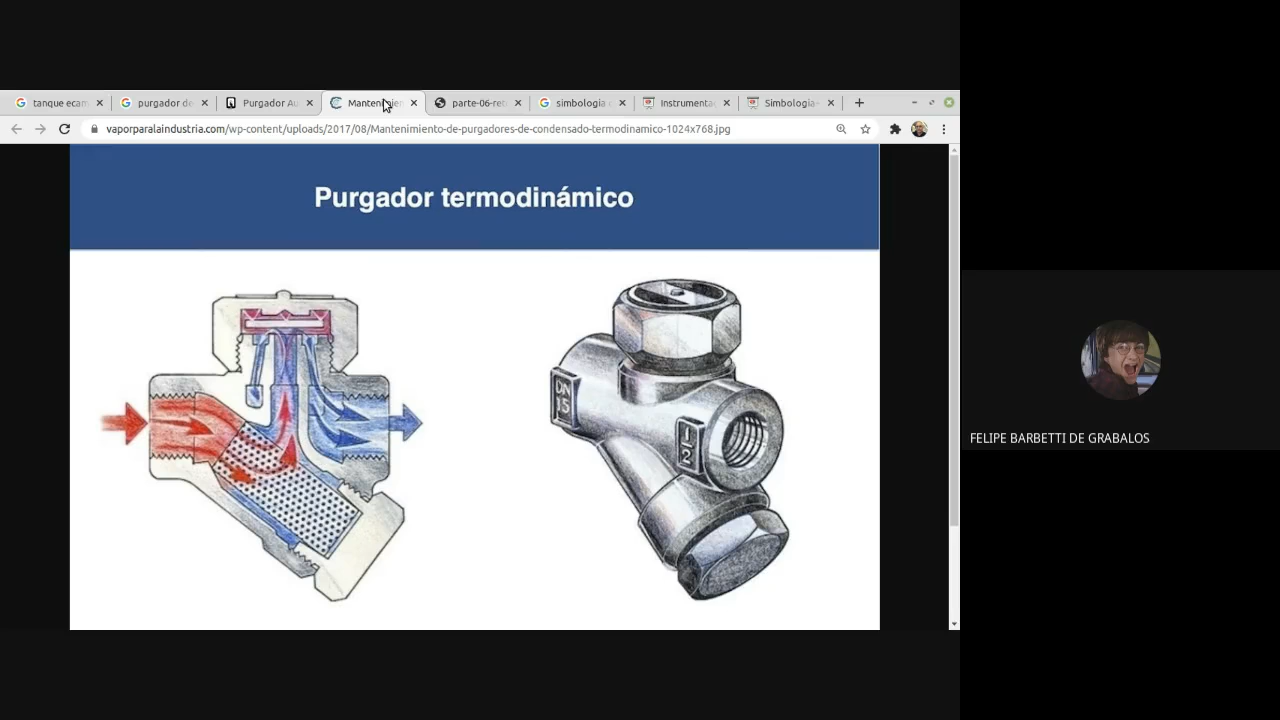 tanque ecam
purgador de
Purgador Au
Mantenimien
parte-06-ret
simbologia
Instrumenta
Simbologia-
vaporparalaindustria.com/wp-content/uploads/2017/08/Mantenimiento-de-purgadores-de-condensado-termodinamico-1024x768.jpg
Purgador termodinámico
DN
15
1
2
FELIPE BARBETTI DE GRABALOS